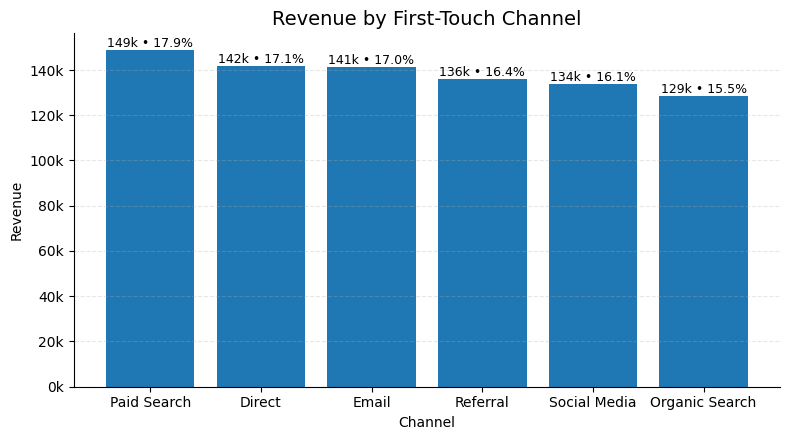 Revenue by First-Touch Channel
149k • 17.9%
142k • 17.1%
141k • 17.0%
136k • 16.4%
134k • 16.1%
129k • 15.5%
140k
120k
100k
80k
60k
40k
20k
0k
Revenue
Paid Search
Direct
Email
Referral
Social Media
Organic Search
Channel